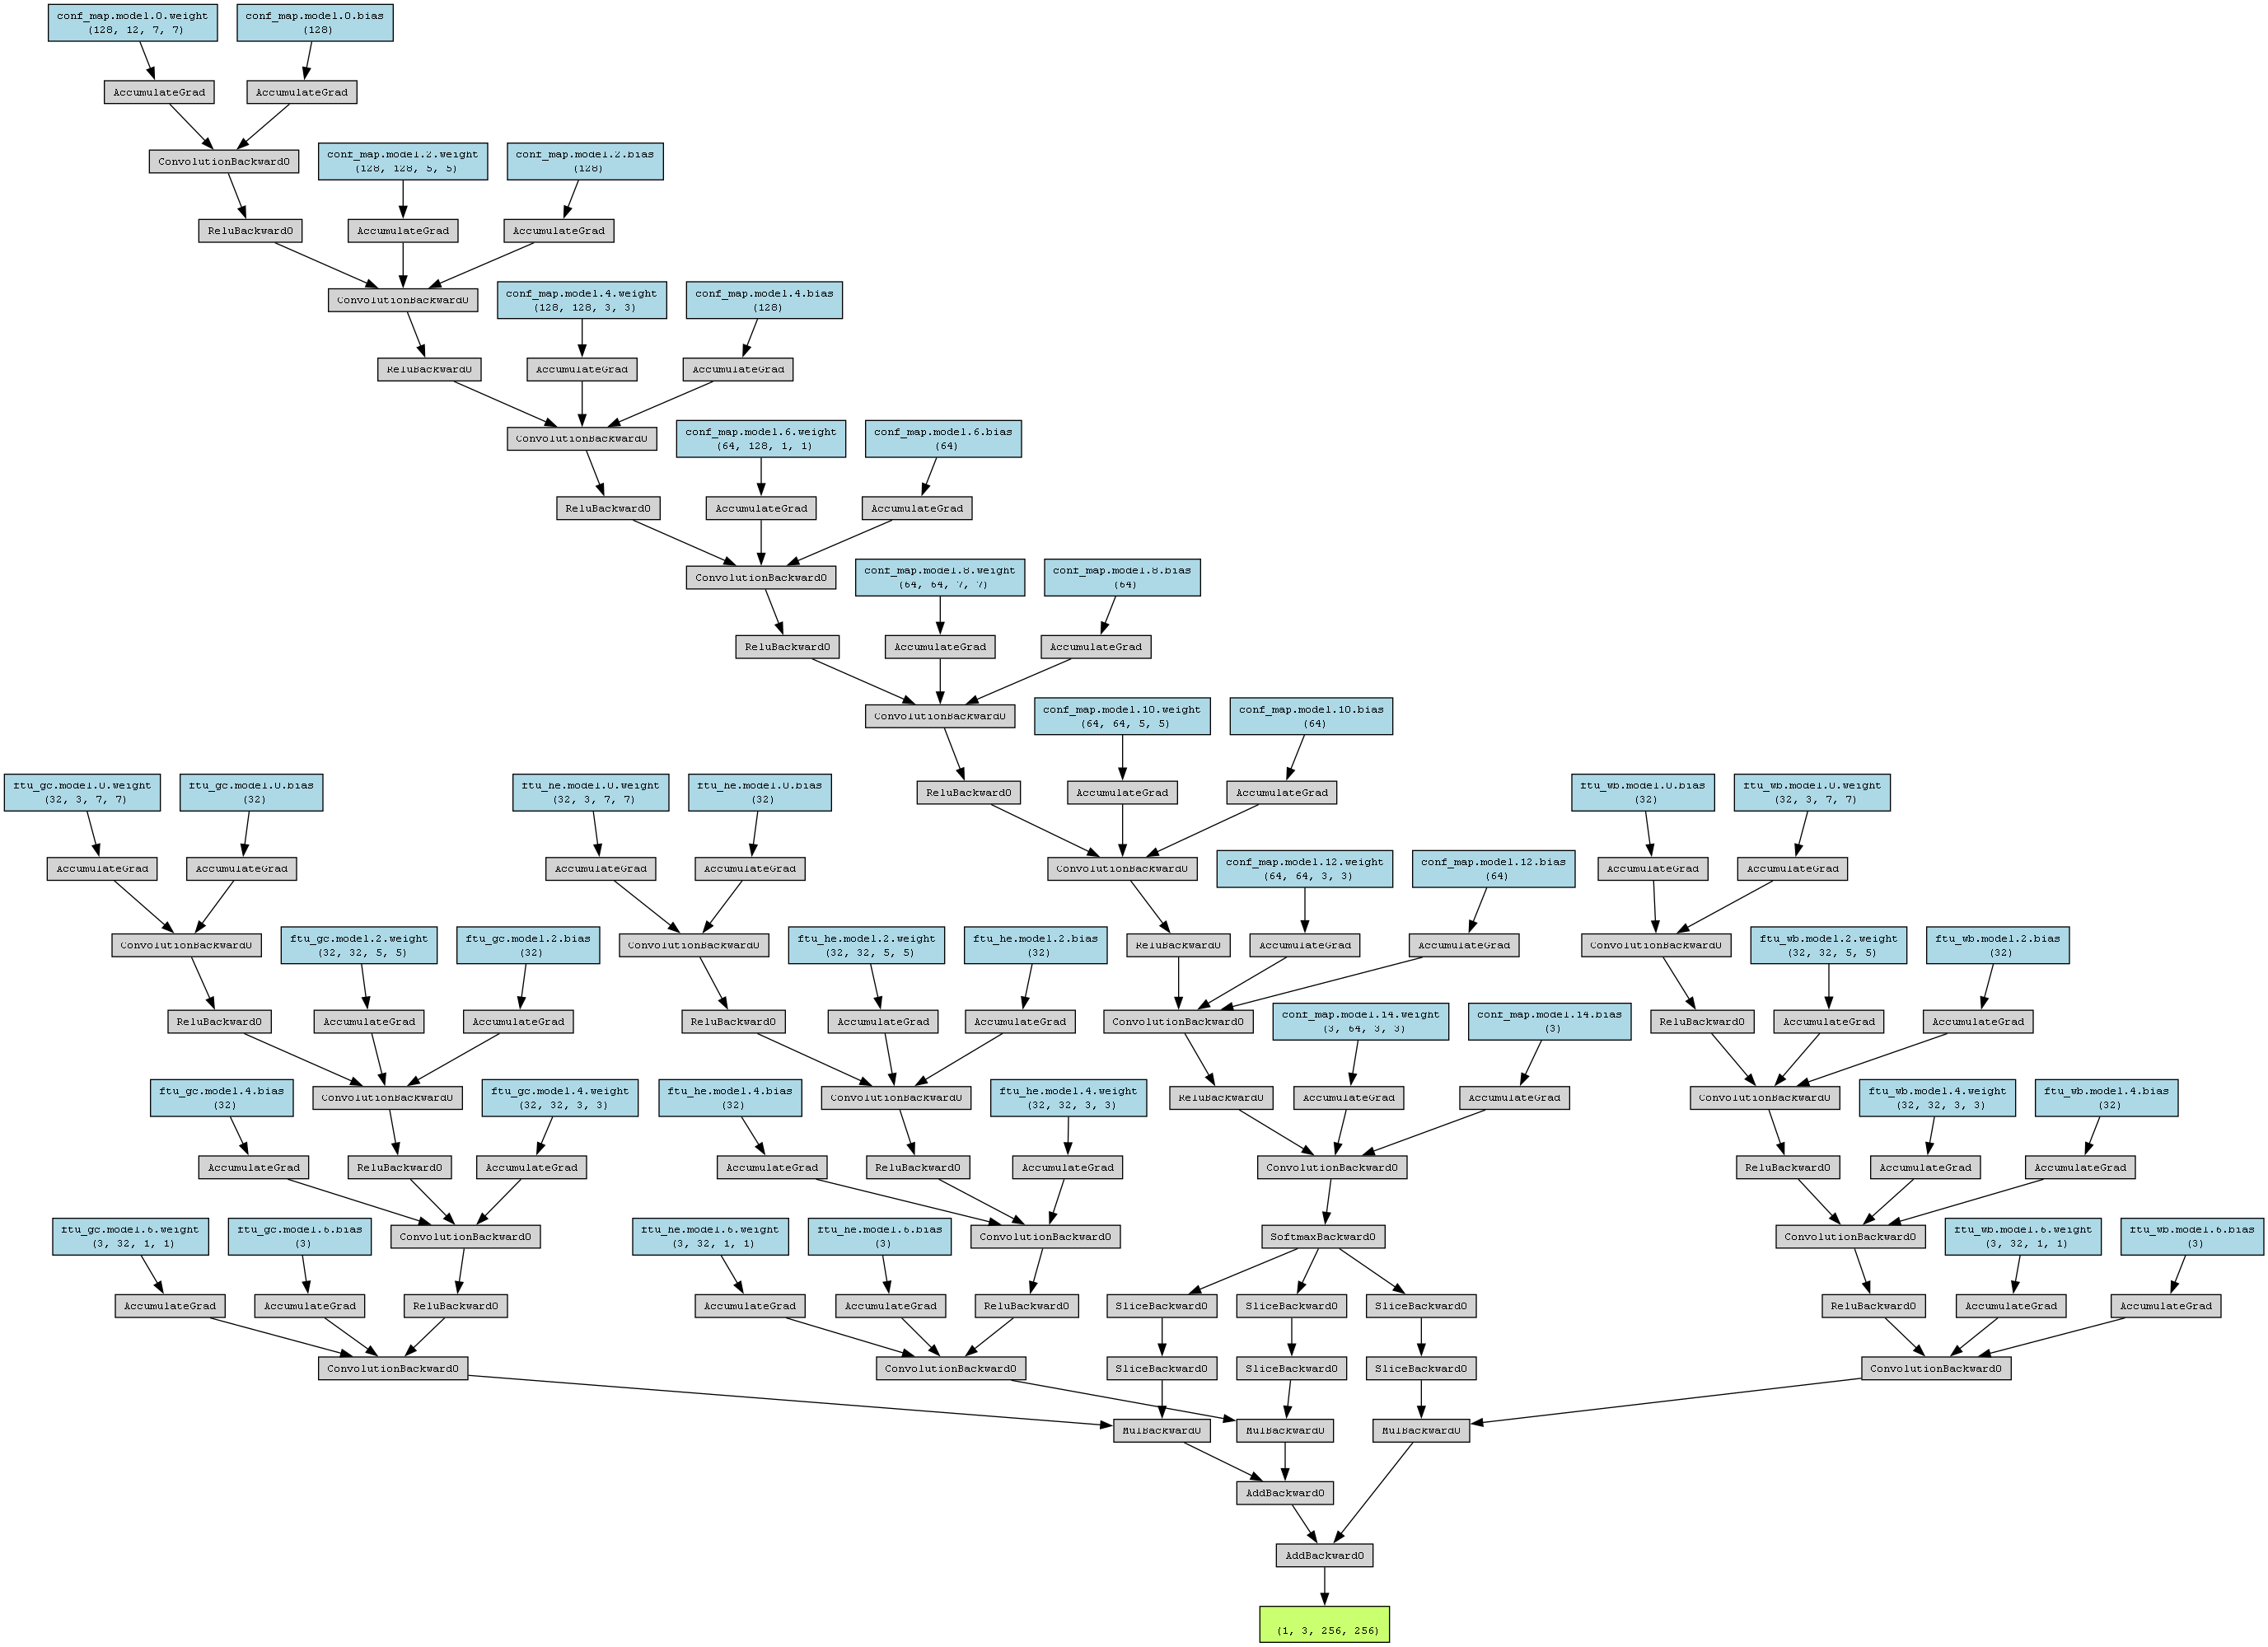 conf_map.model.0.weight
(128, 12, 7, 7)
conf_map.model.0.bias
(128)
AccumulateGrad
AccumulateGrad
ConvolutionBackward0
conf_map.model.2.weight
(128, 128, 5, 5)
conf_map.model.2.bias
(128)
ReluBackward0
AccumulateGrad
AccumulateGrad
ConvolutionBackward0
conf_map.model.4.weight
(128, 128, 3, 3)
conf_map.model.4.bias
(128)
ReluBackward0
AccumulateGrad
AccumulateGrad
ConvolutionBackward0
conf_map.model.6.weight
(64, 128, 1, 1)
conf_map.model.6.bias
(64)
ReluBackward0
AccumulateGrad
AccumulateGrad
ConvolutionBackward0
conf_map.model.8.weight
(64, 64, 7, 7)
conf_map.model.8.bias
(64)
ReluBackward0
AccumulateGrad
AccumulateGrad
ConvolutionBackward0
conf_map.model.10.weight
(64, 64, 5, 5)
conf_map.model.10.bias
(64)
ftu_gc.model.0.weight
(32, 3, 7, 7)
ftu_gc.model.0.bias
(32)
ftu_he.model.0.weight
(32, 3, 7, 7)
ftu_he.model.0.bias
(32)
ReluBackward0
AccumulateGrad
AccumulateGrad
ftu_wb.model.0.bias
(32)
ftu_wb.model.0.weight
(32, 3, 7, 7)
AccumulateGrad
AccumulateGrad
AccumulateGrad
AccumulateGrad
ConvolutionBackward0
conf_map.model.12.weight
(64, 64, 3, 3)
conf_map.model.12.bias
(64)
AccumulateGrad
AccumulateGrad
ConvolutionBackward0
ftu_gc.model.2.weight
(32, 32, 5, 5)
ftu_gc.model.2.bias
(32)
ConvolutionBackward0
ftu_he.model.2.weight
(32, 32, 5, 5)
ftu_he.model.2.bias
(32)
ReluBackward0
AccumulateGrad
AccumulateGrad
ConvolutionBackward0
ftu_wb.model.2.weight
(32, 32, 5, 5)
ftu_wb.model.2.bias
(32)
ReluBackward0
AccumulateGrad
AccumulateGrad
ReluBackward0
AccumulateGrad
AccumulateGrad
ConvolutionBackward0
conf_map.model.14.weight
(3, 64, 3, 3)
conf_map.model.14.bias
(3)
ReluBackward0
AccumulateGrad
AccumulateGrad
ftu_gc.model.4.bias
(32)
ConvolutionBackward0
ftu_gc.model.4.weight
(32, 32, 3, 3)
ftu_he.model.4.bias
(32)
ConvolutionBackward0
ftu_he.model.4.weight
(32, 32, 3, 3)
ReluBackward0
AccumulateGrad
AccumulateGrad
ConvolutionBackward0
ftu_wb.model.4.weight
(32, 32, 3, 3)
ftu_wb.model.4.bias
(32)
AccumulateGrad
ReluBackward0
AccumulateGrad
AccumulateGrad
ReluBackward0
AccumulateGrad
ConvolutionBackward0
ReluBackward0
AccumulateGrad
AccumulateGrad
ftu_gc.model.6.weight
(3, 32, 1, 1)
ftu_gc.model.6.bias
(3)
ConvolutionBackward0
ftu_he.model.6.weight
(3, 32, 1, 1)
ftu_he.model.6.bias
(3)
ConvolutionBackward0
SoftmaxBackward0
ConvolutionBackward0
ftu_wb.model.6.weight
(3, 32, 1, 1)
ftu_wb.model.6.bias
(3)
AccumulateGrad
AccumulateGrad
ReluBackward0
AccumulateGrad
AccumulateGrad
ReluBackward0
SliceBackward0
SliceBackward0
SliceBackward0
ReluBackward0
AccumulateGrad
AccumulateGrad
ConvolutionBackward0
ConvolutionBackward0
SliceBackward0
SliceBackward0
SliceBackward0
ConvolutionBackward0
MulBackward0
MulBackward0
MulBackward0
AddBackward0
AddBackward0
(1, 3, 256, 256)